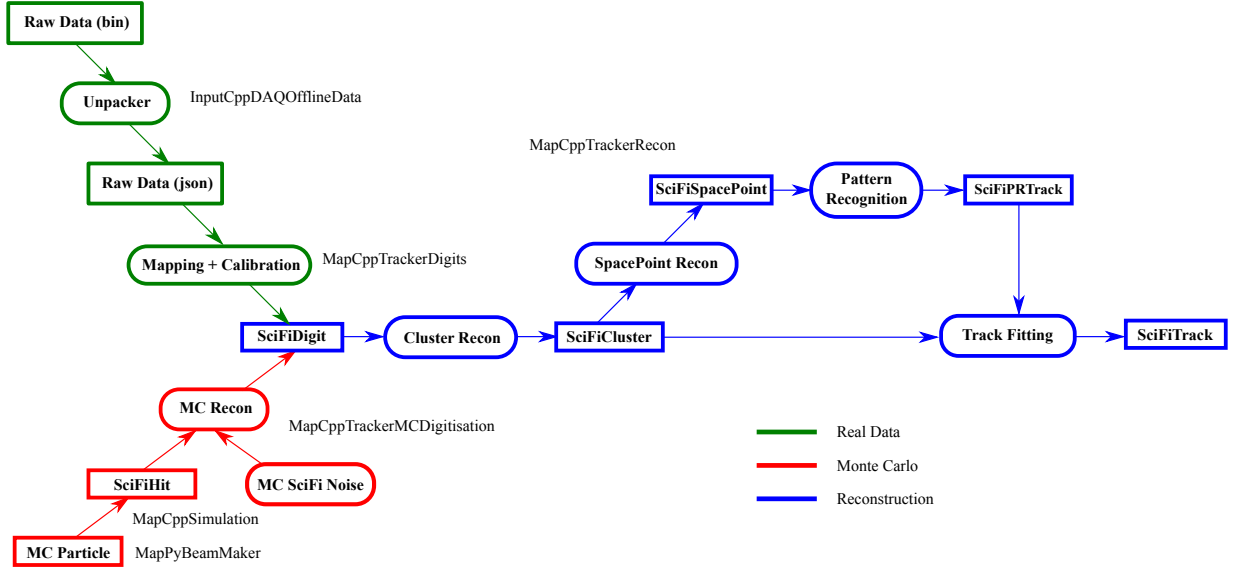 Raw Data (bin)
Unpacker
InputCppDAQOfflineData
MapCppTrackerRecon
Raw Data (json)
SciFiSpacePoint
Pattern
Recognition
SciFiPRTrack
Mapping + Calibration
MapCppTrackerDigits
SpacePoint Recon
SciFiDigit
Cluster Recon
SciFiCluster
Track Fitting
SciFiTrack
MC Recon
MapCppTrackerMCDigitisation
Real Data
Monte Carlo
SciFiHit
MC SciFi Noise
Reconstruction
MapCppSimulation
MC Particle
MapPyBeamMaker